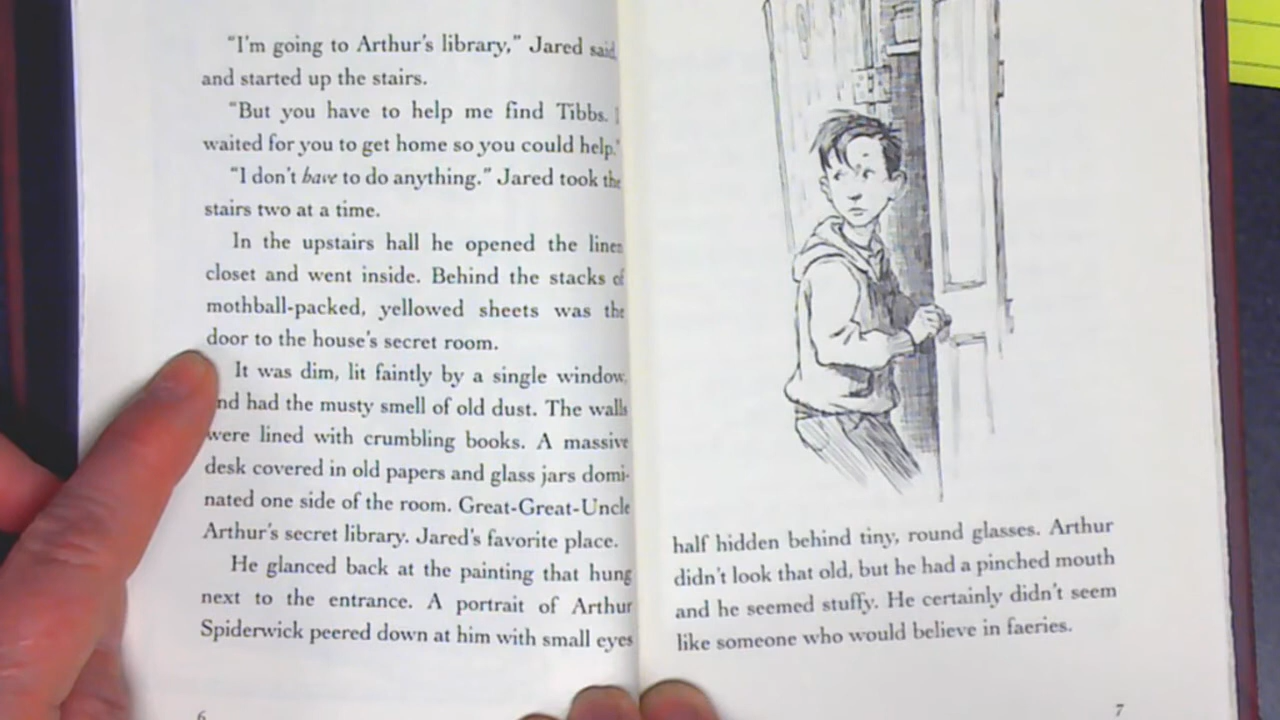 “I’m going to Arthur’s library,” Jared said
and started up the stairs.
“But you have to help me find Tibbs. I
waited for you to get home so you could help.”
“I don’t have to do anything.” Jared took the
stairs two at a time.
In the upstairs hall he opened the linen
closet and went inside. Behind the stacks of
mothball-packed, yellowed sheets was the
door to the house’s secret room.
It was dim, lit faintly by a single window,
and had the musty smell of old dust. The walls
were lined with crumbling books. A massive
desk covered in old papers and glass jars domi-
nated one side of the room. Great-Great-Uncle
Arthur’s secret library. Jared’s favorite place.
He glanced back at the painting that hung
next to the entrance. A portrait of Arthur
Spiderwick peered down at him with small eyes
6
half hidden behind tiny, round glasses. Arthur
didn’t look that old, but he had a pinched mouth
and he seemed stuffy. He certainly didn’t seem
like someone who would believe in faeries.
7